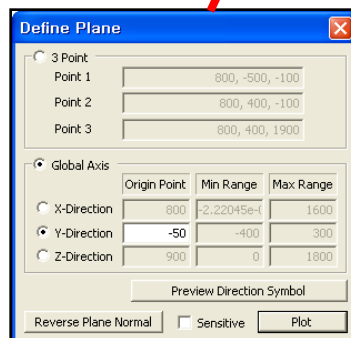 Define Plane
3 Point
Point 1 800, -500, -100
Point 2 800, 400, -100
Point 3 800, 400, 1900
Global Axis
Origin Point Min Range Max Range
X-Direction 800 -2.22045e-( 1600
Y-Direction -50 -400 300
Z-Direction 900 0 1800
Preview Direction Symbol
Reverse Plane Normal Sensitive Plot